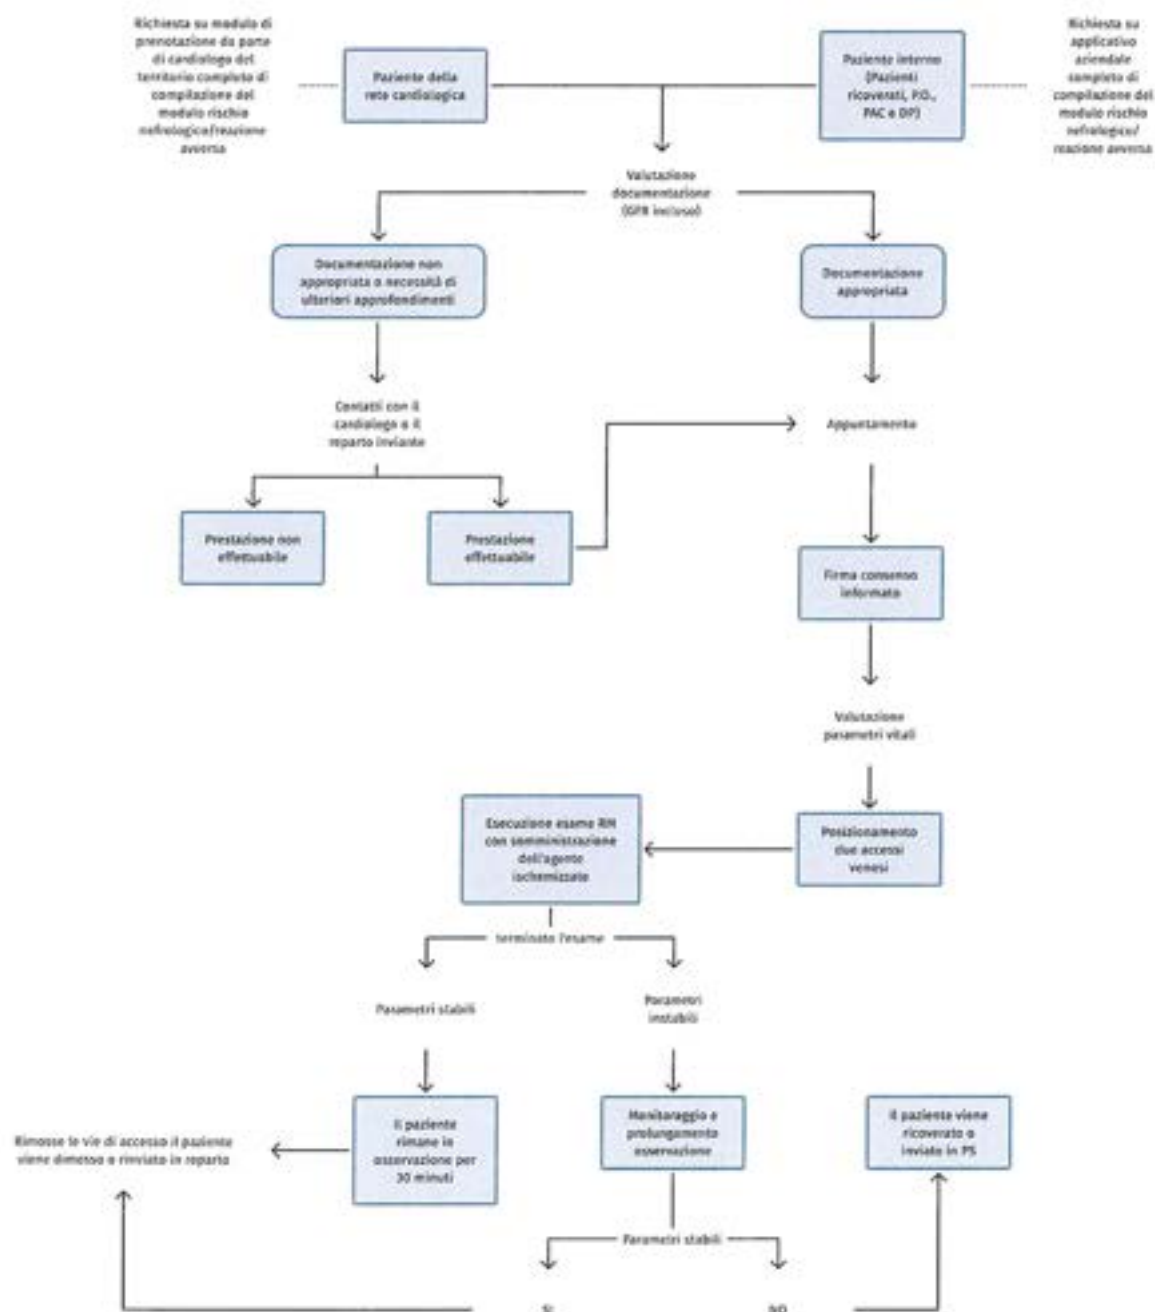 Richiesta su modulo di
prenotazione da parte
di cardiologo del
territorio completo di
compilazione del
modulo rischio
nefrologico/reazione
avversa
Paziente della
rete cardiologica
Paziente interno
(Pazienti
ricoverati, P.O.,
PAC e DP)
Richiesta su
applicativo
aziendale
completo di
compilazione del
modulo rischio
nefrologico/
reazione avversa
Valutazione
documentazione
(GFR incluso)
Documentazione non
appropriata o necessità di
ulteriori approfondimenti
Documentazione
appropriata
Contatti con il
cardiologo o il
reparto inviante
Appuntamento
Prestazione non
effettuabile
Prestazione
effettuabile
Firma consenso
informato
Valutazione
parametri vitali
Esecuzione esame RM
con somministrazione
dell'agente
ischemizzate
Posizionamento
due accessi
venosi
terminato l'esame
Parametri stabili
Parametri
instabili
Rimosse le vie di accesso il paziente
viene dimesso o rinviato in reparto
Il paziente
rimane in
osservazione per
30 minuti
Monitoraggio e
prolungamento
osservazione
Il paziente viene
ricoverato o
inviato in PS
Parametri stabili
SI
NO